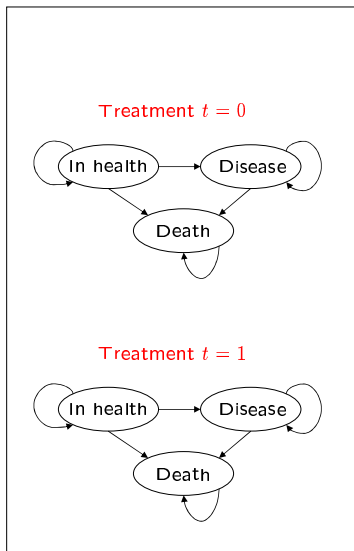 Treatment t = 0
In health Disease
Death
Treatment t = 1
In health Disease
Death